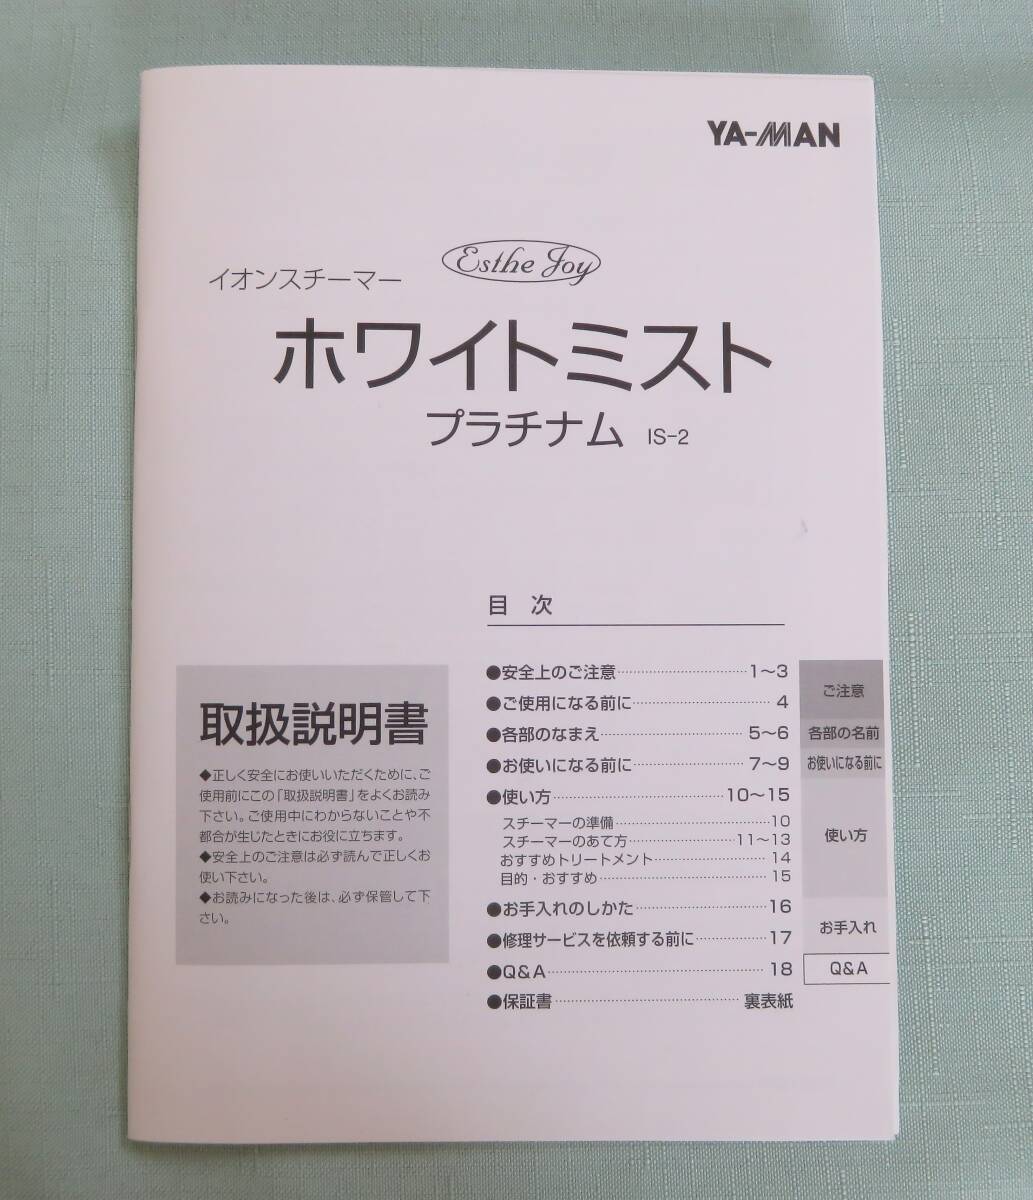 YA-MAN
Esthe Joy
イオンスチーマー
ホワイトミスト
プラチナム IS-2
目 次
●安全上のご注意……………………1～3
●ご使用になる前に……………………4
●各部のなまえ……………………5～6
●お使いになる前に……………………7～9
●使い方……………………10～15
スチーマーの準備……………………10
スチーマーのあて方……………………11～13
おすすめトリートメント……………………14
目的・おすすめ……………………15
●お手入れのしかた……………………16
●修理サービスを依頼する前に……………17
●Q&A……………………18
●保証書……………………裏表紙
ご注意
各部の名前
お使いになる前に
使い方
お手入れ
Q&A
取扱説明書
◆正しく安全にお使いいただくために、ご
使用前にこの「取扱説明書」をよくお読み
下さい。ご使用中にわからないことや不
都合が生じたときにお役に立ちます。
◆安全上のご注意は必ず読んで正しくお
使い下さい。
◆お読みになった後は、必ず保管して下
さい。